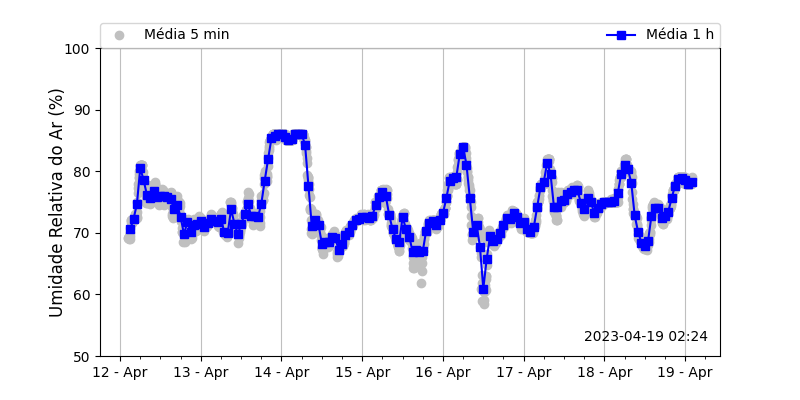 Média 5 min
Média 1 h
Umidade Relativa do Ar (%)
100
90
80
70
60
50
2023-04-19 02:24
12 - Apr
13 - Apr
14 - Apr
15 - Apr
16 - Apr
17 - Apr
18 - Apr
19 - Apr